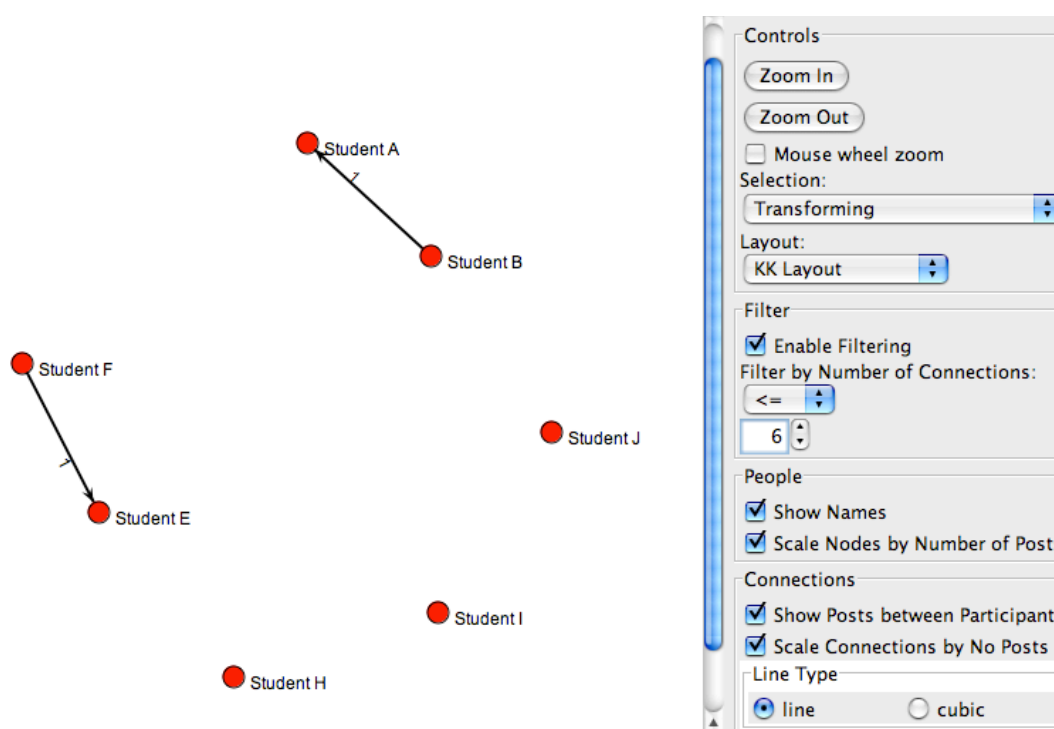 Student A
1
Student B
Student F
1
Student E
Student J
Student I
Student H
Controls
Zoom In
Zoom Out
Mouse wheel zoom
Selection:
Transforming
Layout:
KK Layout
Filter
Enable Filtering
Filter by Number of Connections:
<=
6
People
Show Names
Scale Nodes by Number of Post
Connections
Show Posts between Participant
Scale Connections by No Posts
Line Type
line cubic